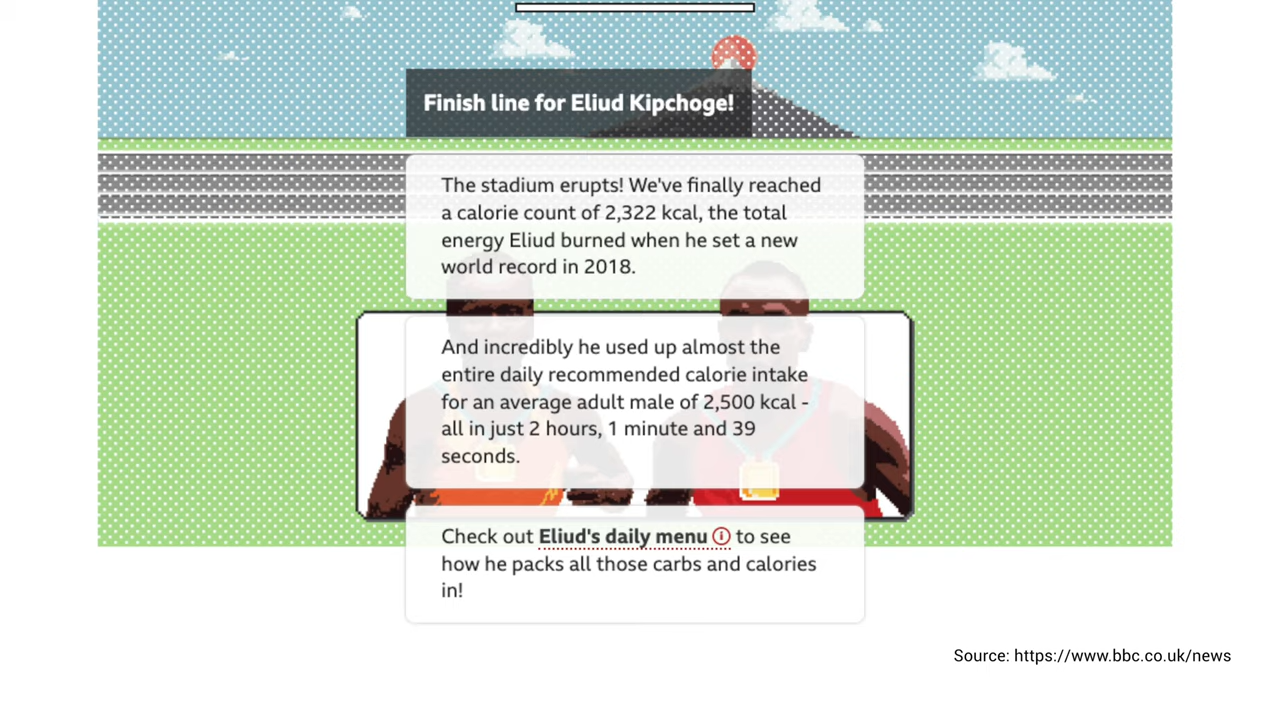 Finish line for Eliud Kipchoge!
The stadium erupts! We've finally reached
a calorie count of 2,322 kcal, the total
energy Eliud burned when he set a new
world record in 2018.
And incredibly he used up almost the
entire daily recommended calorie intake
for an average adult male of 2,500 kcal -
all in just 2 hours, 1 minute and 39
seconds.
Check out Eliud's daily menu ⓘ to see
how he packs all those carbs and calories
in!
Source: https://www.bbc.co.uk/news